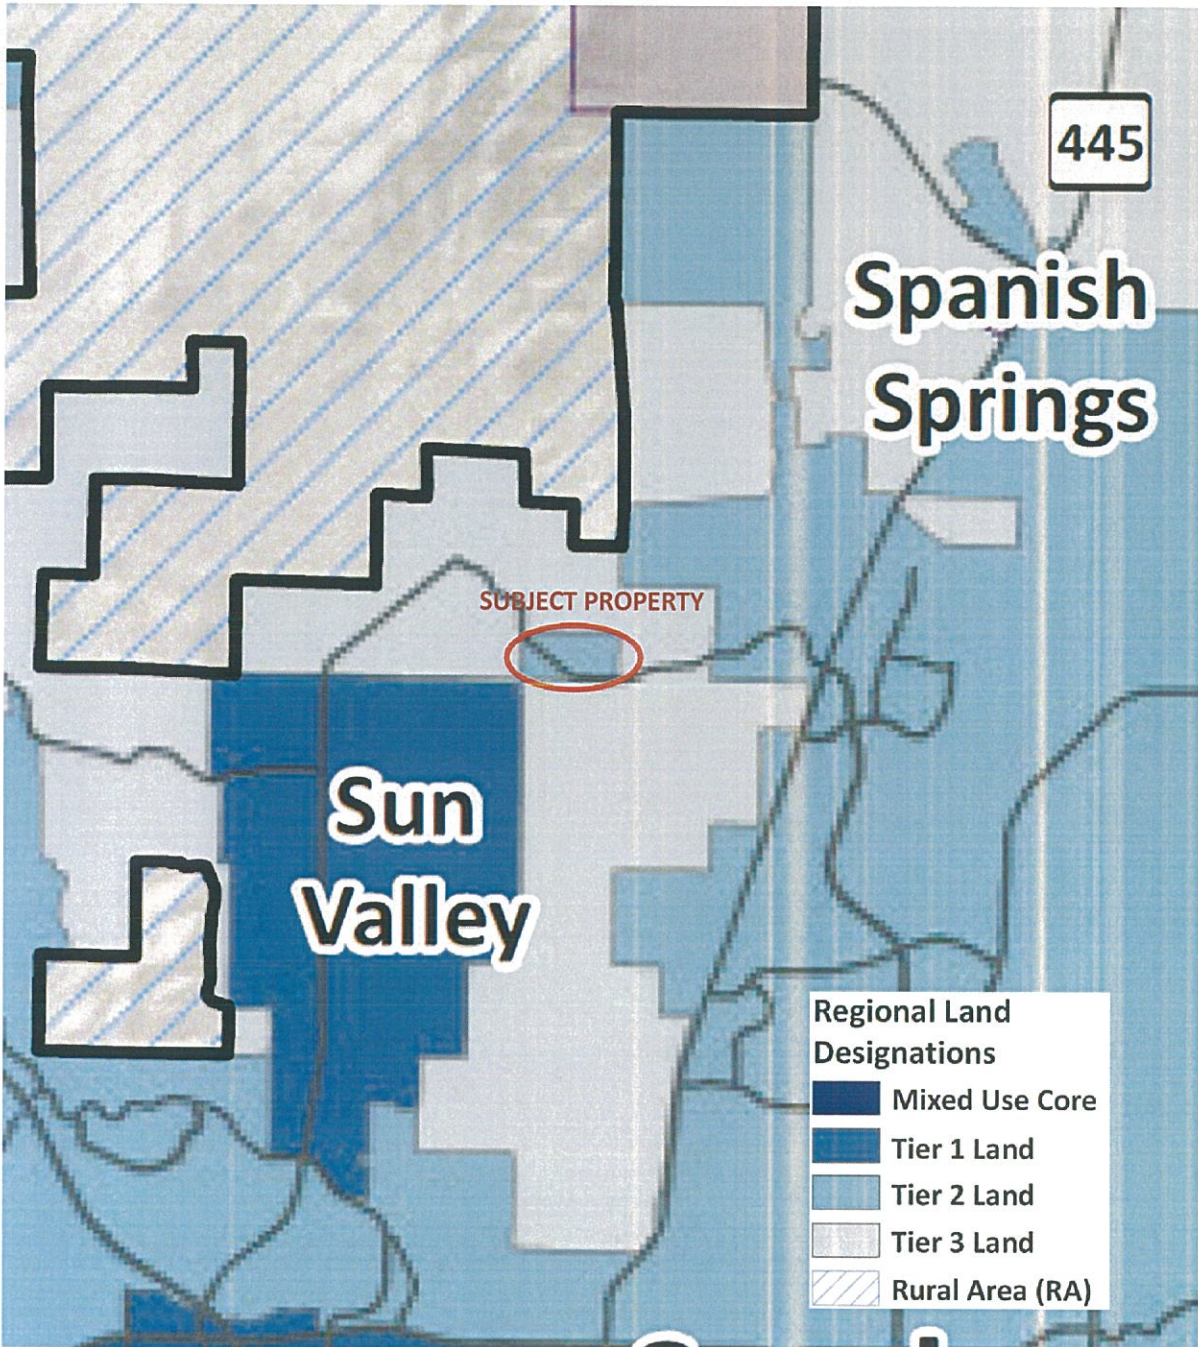 445
Spanish
Springs
SUBJECT PROPERTY
Sun
Valley
Regional Land
Designations
Mixed Use Core
Tier 1 Land
Tier 2 Land
Tier 3 Land
Rural Area (RA)